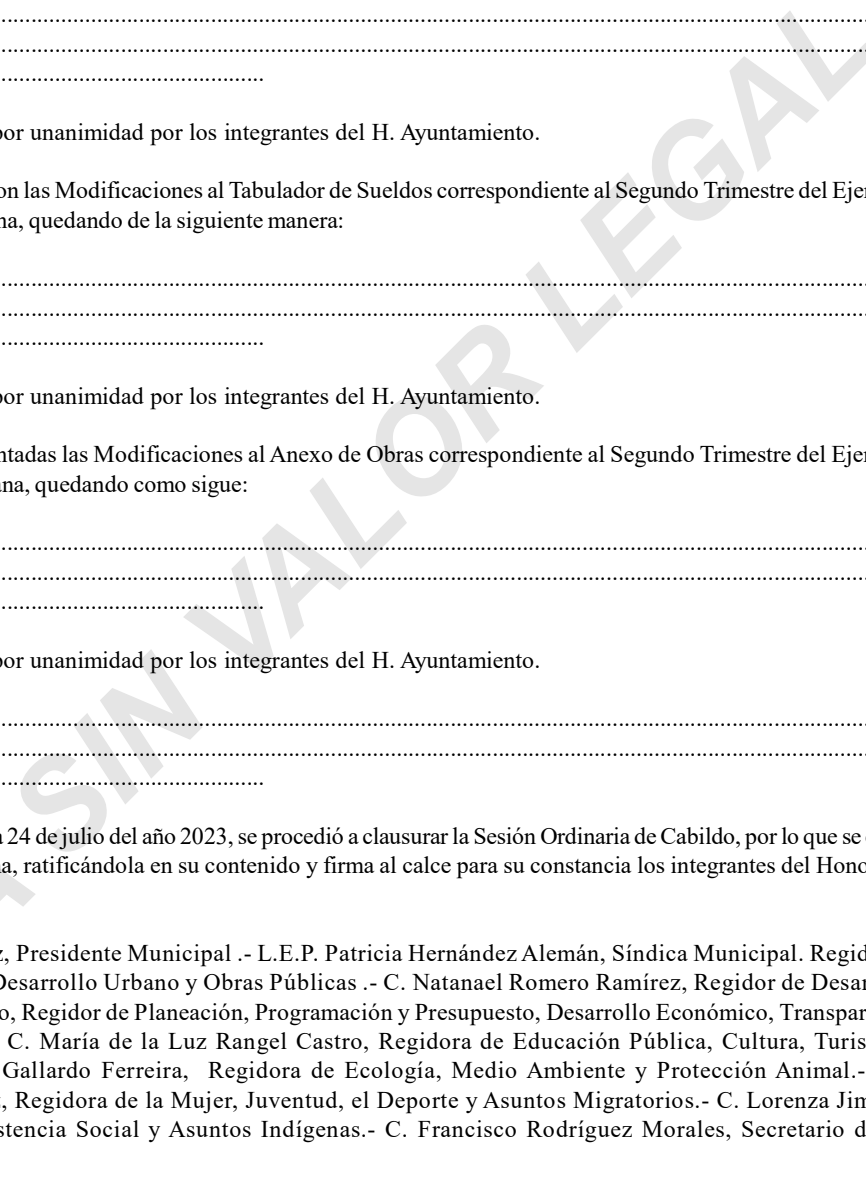 ..........................................................................................................................................
..........................................................................................................................................
............................................
por unanimidad por los integrantes del H. Ayuntamiento.
on las Modificaciones al Tabulador de Sueldos correspondiente al Segundo Trimestre del Ejer
na, quedando de la siguiente manera:
..........................................................................................................................................
..........................................................................................................................................
............................................
por unanimidad por los integrantes del H. Ayuntamiento.
ntadas las Modificaciones al Anexo de Obras correspondiente al Segundo Trimestre del Ejer
ana, quedando como sigue:
..........................................................................................................................................
..........................................................................................................................................
............................................
por unanimidad por los integrantes del H. Ayuntamiento.
..........................................................................................................................................
..........................................................................................................................................
............................................
a 24 de julio del año 2023, se procedió a clausurar la Sesión Ordinaria de Cabildo, por lo que se
na, ratificándola en su contenido y firma al calce para su constancia los integrantes del Hono
z, Presidente Municipal .- L.E.P. Patricia Hernández Alemán, Síndica Municipal. Regid
Desarrollo Urbano y Obras Públicas .- C. Natanael Romero Ramírez, Regidor de Desar
o, Regidor de Planeación, Programación y Presupuesto, Desarrollo Económico, Transpar
C. María de la Luz Rangel Castro, Regidora de Educación Pública, Cultura, Turis
Gallardo Ferreira, Regidora de Ecología, Medio Ambiente y Protección Animal.-
, Regidora de la Mujer, Juventud, el Deporte y Asuntos Migratorios.- C. Lorenza Jim
stencia Social y Asuntos Indígenas.- C. Francisco Rodríguez Morales, Secretario d
A SIN VALOR LEGAL